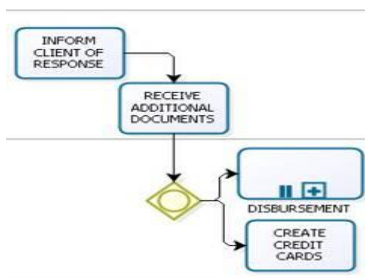 INFORM
CLIENT OF
RESPONSE
RECEIVE
ADDITIONAL
DOCUMENTS
DISBURSEMENT
CREATE
CREDIT
CARDS